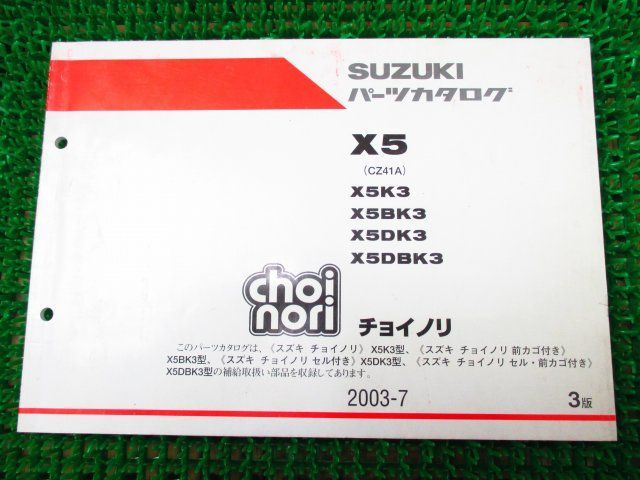 SUZUKI
パーツカタログ
X5
(CZ41A)
X5K3
X5BK3
X5DK3
X5DBK3
choi
nori
チョイノリ
このパーツカタログは、《スズキ チョイノリ》X5K3型、《スズキ チョイノリ 前カゴ付き》
X5BK3型、《スズキ チョイノリ セル付き》X5DK3型、《スズキ チョイノリ セル・前カゴ付き》
X5DBK3型の補給取扱い部品を収録してあります。
2003-7
3版